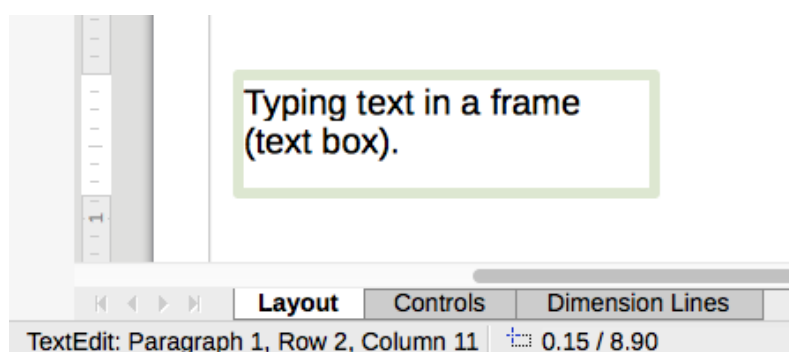 Typing text in a frame
(text box).
1
Layout Controls Dimension Lines
TextEdit: Paragraph 1, Row 2, Column 11 0.15 / 8.90